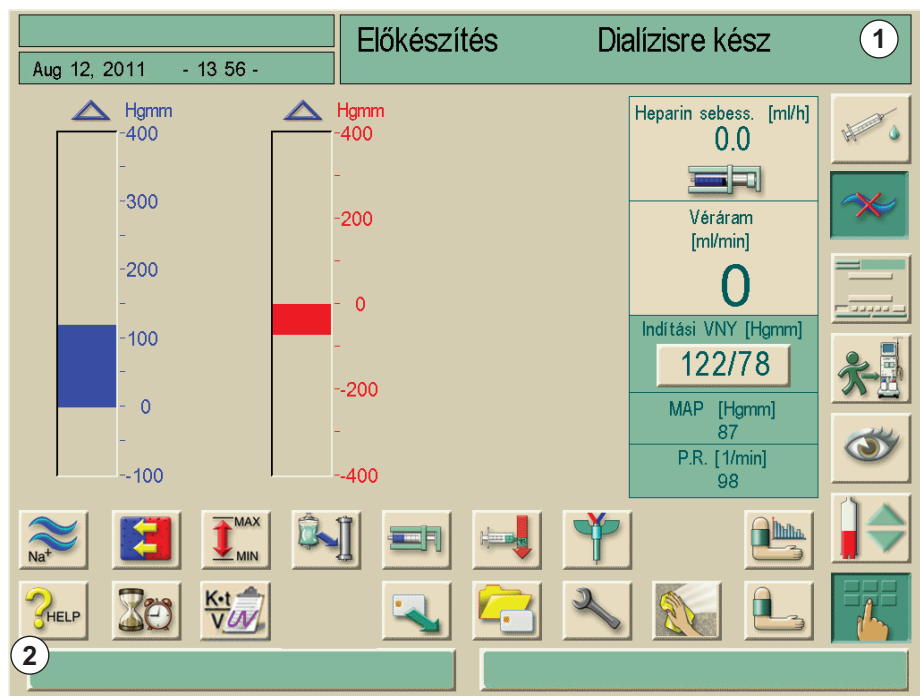 Előkészítés Dialízisre kész 1
Aug 12, 2011 - 13 56 -
Hgmm
400
300
200
100
0
-100
Hgmm
400
200
0
-200
-400
Heparin sebess. [ml/h]
0.0
Véráram
[ml/min]
0
Indítási VNY [Hgmm]
122/78
MAP [Hgmm]
87
P.R. [1/min]
98
Na+
MAX
MIN
HELP
K•t
V
2